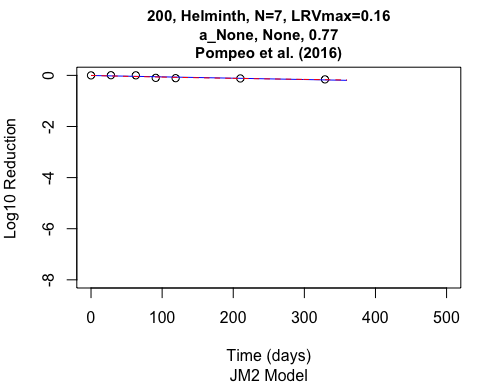 200, Helminth, N=7, LRVmax=0.16
a_None, None, 0.77
Pompeo et al. (2016)
Log10 Reduction
0
-2
-4
-6
-8
0 100 200 300 400 500
Time (days)
JM2 Model